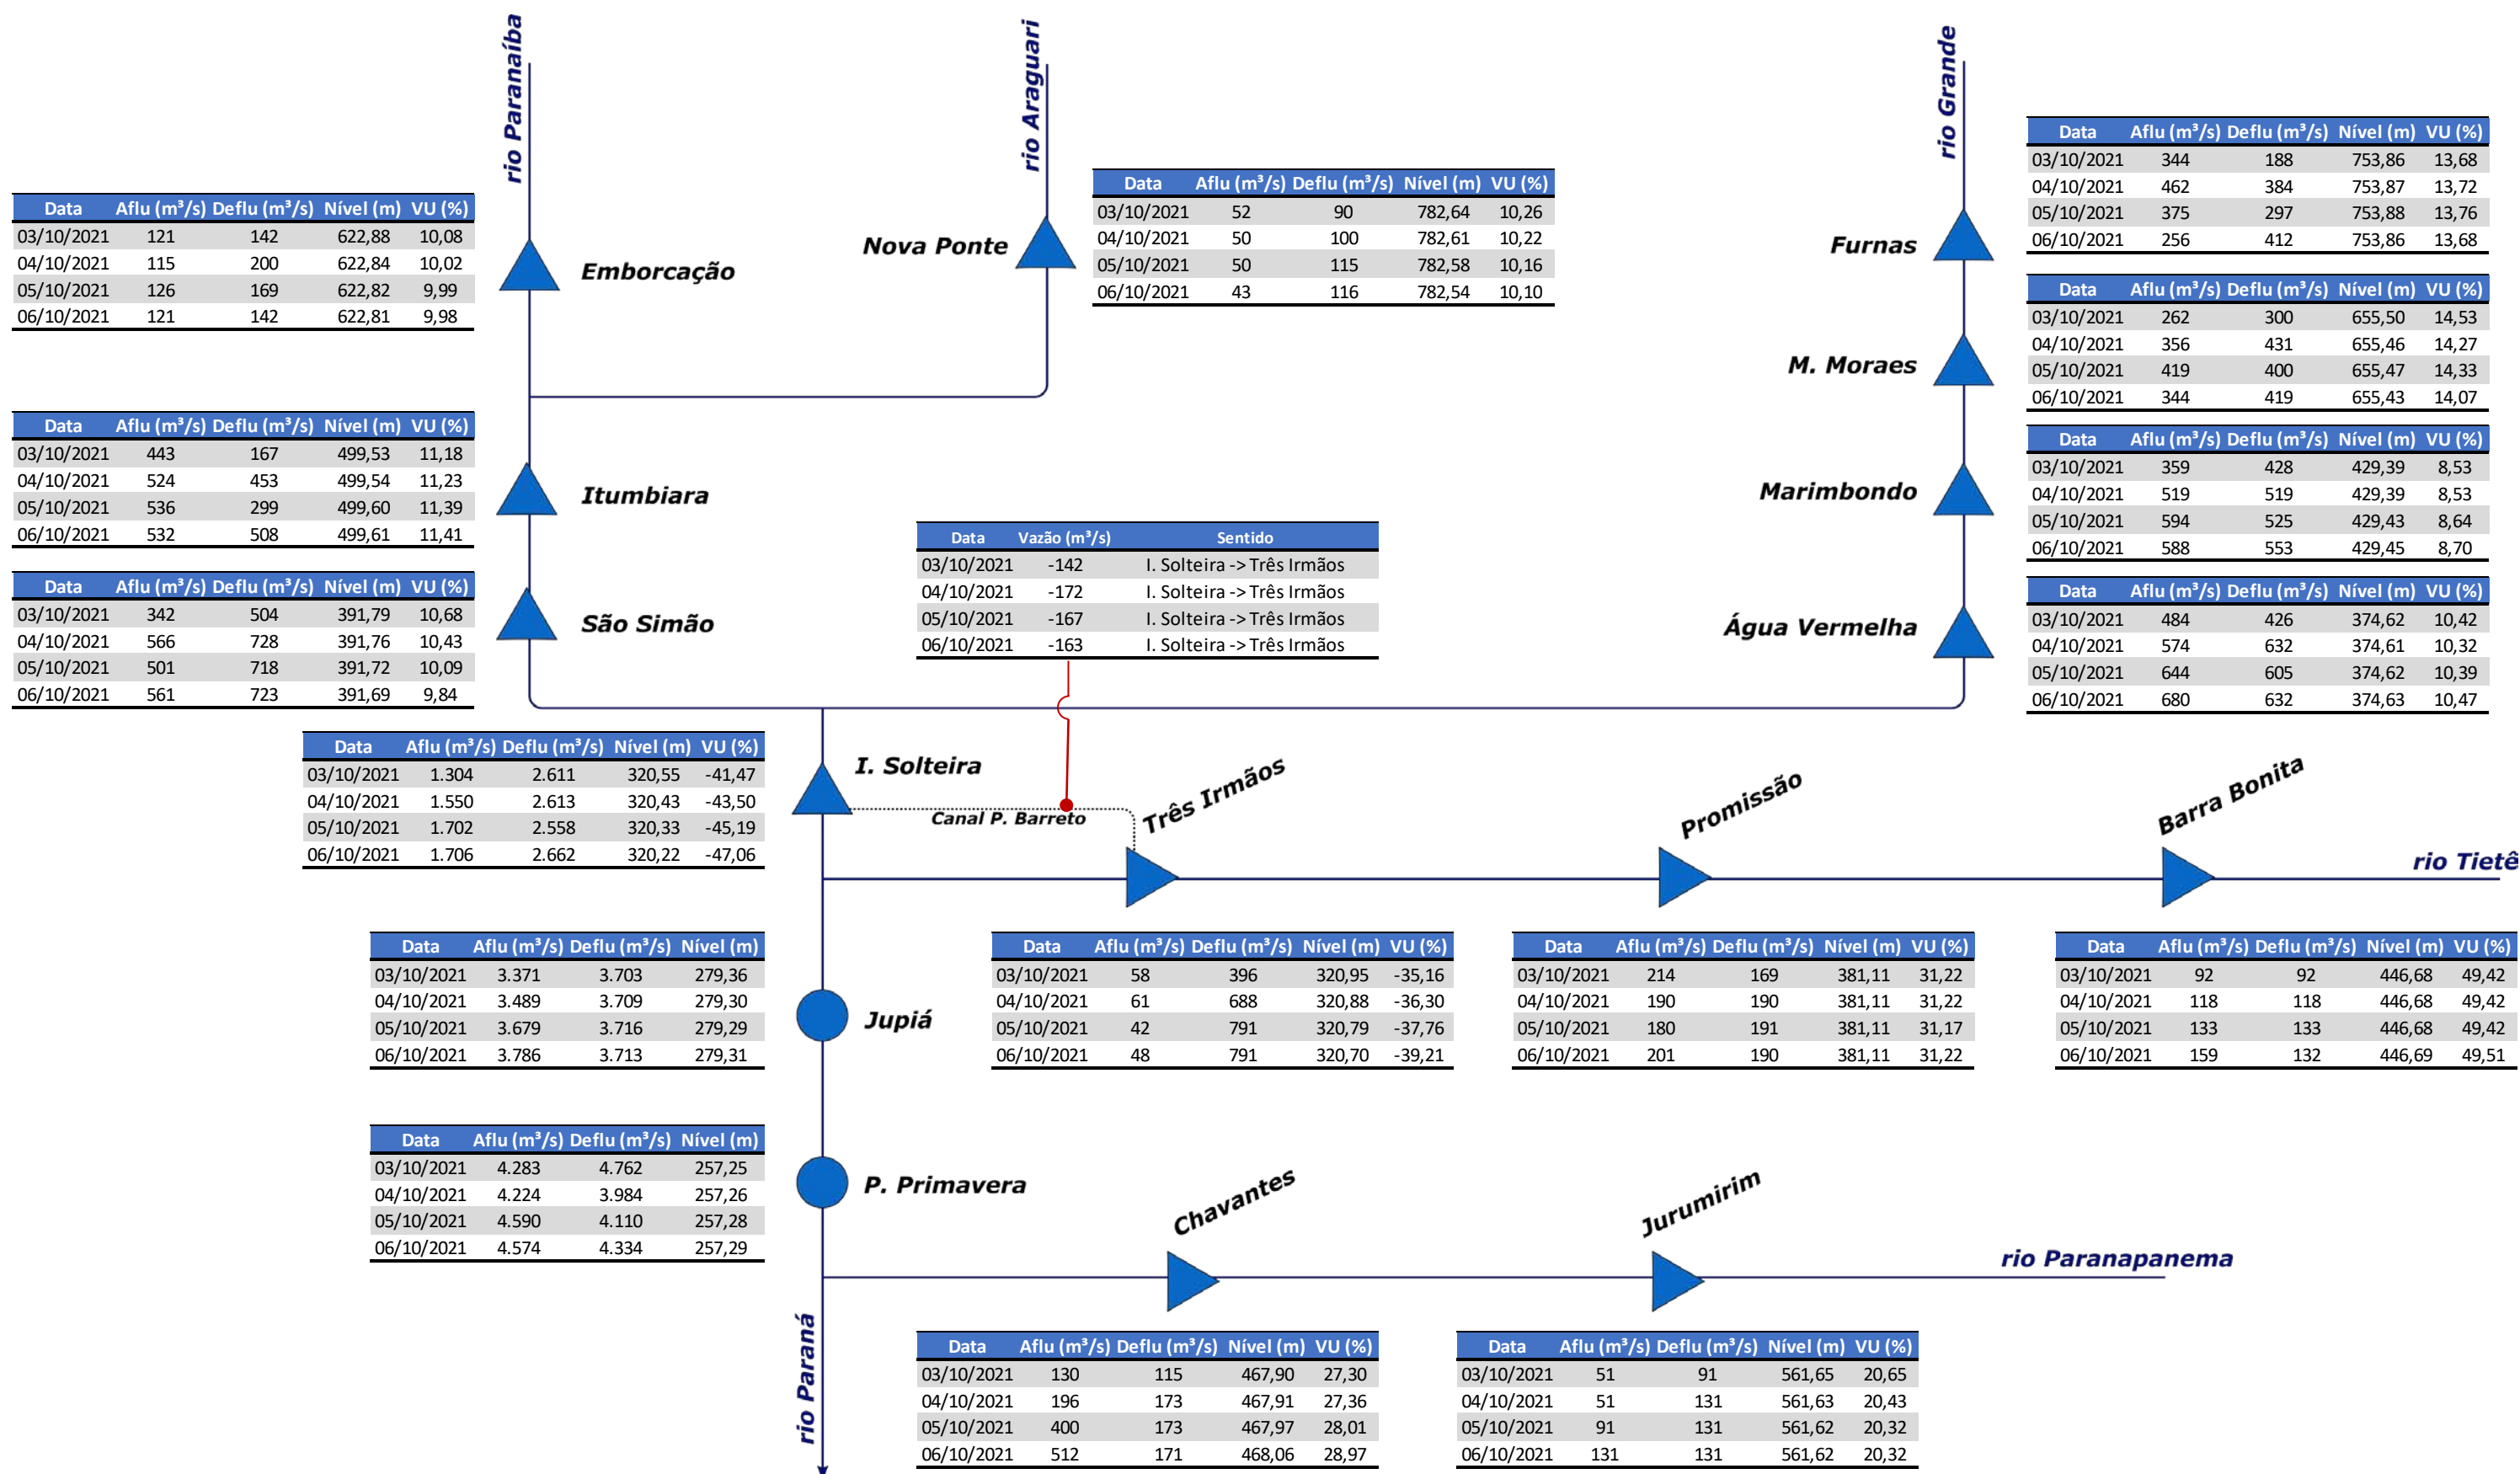 rio Paranaíba
rio Araguari
rio Grande
Data Aflu (m³/s) Deflu (m³/s) Nível (m) VU (%)
03/10/2021 121 142 622,88 10,08
04/10/2021 115 200 622,84 10,02
05/10/2021 126 169 622,82 9,99
06/10/2021 121 142 622,81 9,98
Emborcação
Nova Ponte
Data Aflu (m³/s) Deflu (m³/s) Nível (m) VU (%)
03/10/2021 52 90 782,64 10,26
04/10/2021 50 100 782,61 10,22
05/10/2021 50 115 782,58 10,16
06/10/2021 43 116 782,54 10,10
Furnas
Data Aflu (m³/s) Deflu (m³/s) Nível (m) VU (%)
03/10/2021 344 188 753,86 13,68
04/10/2021 462 384 753,87 13,72
05/10/2021 375 297 753,88 13,76
06/10/2021 256 412 753,86 13,68
M. Moraes
Data Aflu (m³/s) Deflu (m³/s) Nível (m) VU (%)
03/10/2021 262 300 655,50 14,53
04/10/2021 356 431 655,46 14,27
05/10/2021 419 400 655,47 14,33
06/10/2021 344 419 655,43 14,07
Data Aflu (m³/s) Deflu (m³/s) Nível (m) VU (%)
03/10/2021 443 167 499,53 11,18
04/10/2021 524 453 499,54 11,23
05/10/2021 536 299 499,60 11,39
06/10/2021 532 508 499,61 11,41
Itumbiara
Marimbondo
Data Aflu (m³/s) Deflu (m³/s) Nível (m) VU (%)
03/10/2021 359 428 429,39 8,53
04/10/2021 519 519 429,39 8,53
05/10/2021 594 525 429,43 8,64
06/10/2021 588 553 429,45 8,70
Data Aflu (m³/s) Deflu (m³/s) Nível (m) VU (%)
03/10/2021 342 504 391,79 10,68
04/10/2021 566 728 391,76 10,43
05/10/2021 501 718 391,72 10,09
06/10/2021 561 723 391,69 9,84
São Simão
Data Vazão (m³/s) Sentido
03/10/2021 -142 I. Solteira -> Três Irmãos
04/10/2021 -172 I. Solteira -> Três Irmãos
05/10/2021 -167 I. Solteira -> Três Irmãos
06/10/2021 -163 I. Solteira -> Três Irmãos
Água Vermelha
Data Aflu (m³/s) Deflu (m³/s) Nível (m) VU (%)
03/10/2021 484 426 374,62 10,42
04/10/2021 574 632 374,61 10,32
05/10/2021 644 605 374,62 10,39
06/10/2021 680 632 374,63 10,47
Data Aflu (m³/s) Deflu (m³/s) Nível (m) VU (%)
03/10/2021 1.304 2.611 320,55 -41,47
04/10/2021 1.550 2.613 320,43 -43,50
05/10/2021 1.702 2.558 320,33 -45,19
06/10/2021 1.706 2.662 320,22 -47,06
I. Solteira
Canal P. Barreto
Três Irmãos
Promissão
Barra Bonita
rio Tietê
Data Aflu (m³/s) Deflu (m³/s) Nível (m)
03/10/2021 3.371 3.703 279,36
04/10/2021 3.489 3.709 279,30
05/10/2021 3.679 3.716 279,29
06/10/2021 3.786 3.713 279,31
Jupiá
Data Aflu (m³/s) Deflu (m³/s) Nível (m) VU (%)
03/10/2021 58 396 320,95 -35,16
04/10/2021 61 688 320,88 -36,30
05/10/2021 42 791 320,79 -37,76
06/10/2021 48 791 320,70 -39,21
Data Aflu (m³/s) Deflu (m³/s) Nível (m) VU (%)
03/10/2021 214 169 381,11 31,22
04/10/2021 190 190 381,11 31,22
05/10/2021 180 191 381,11 31,17
06/10/2021 201 190 381,11 31,22
Data Aflu (m³/s) Deflu (m³/s) Nível (m) VU (%)
03/10/2021 92 92 446,68 49,42
04/10/2021 118 118 446,68 49,42
05/10/2021 133 133 446,68 49,42
06/10/2021 159 132 446,69 49,51
Data Aflu (m³/s) Deflu (m³/s) Nível (m)
03/10/2021 4.283 4.762 257,25
04/10/2021 4.224 3.984 257,26
05/10/2021 4.590 4.110 257,28
06/10/2021 4.574 4.334 257,29
P. Primavera
Chavantes
Jurumirim
rio Paranapanema
rio Paraná
Data Aflu (m³/s) Deflu (m³/s) Nível (m) VU (%)
03/10/2021 130 115 467,90 27,30
04/10/2021 196 173 467,91 27,36
05/10/2021 400 173 467,97 28,01
06/10/2021 512 171 468,06 28,97
Data Aflu (m³/s) Deflu (m³/s) Nível (m) VU (%)
03/10/2021 51 91 561,65 20,65
04/10/2021 51 131 561,63 20,43
05/10/2021 91 131 561,62 20,32
06/10/2021 131 131 561,62 20,32